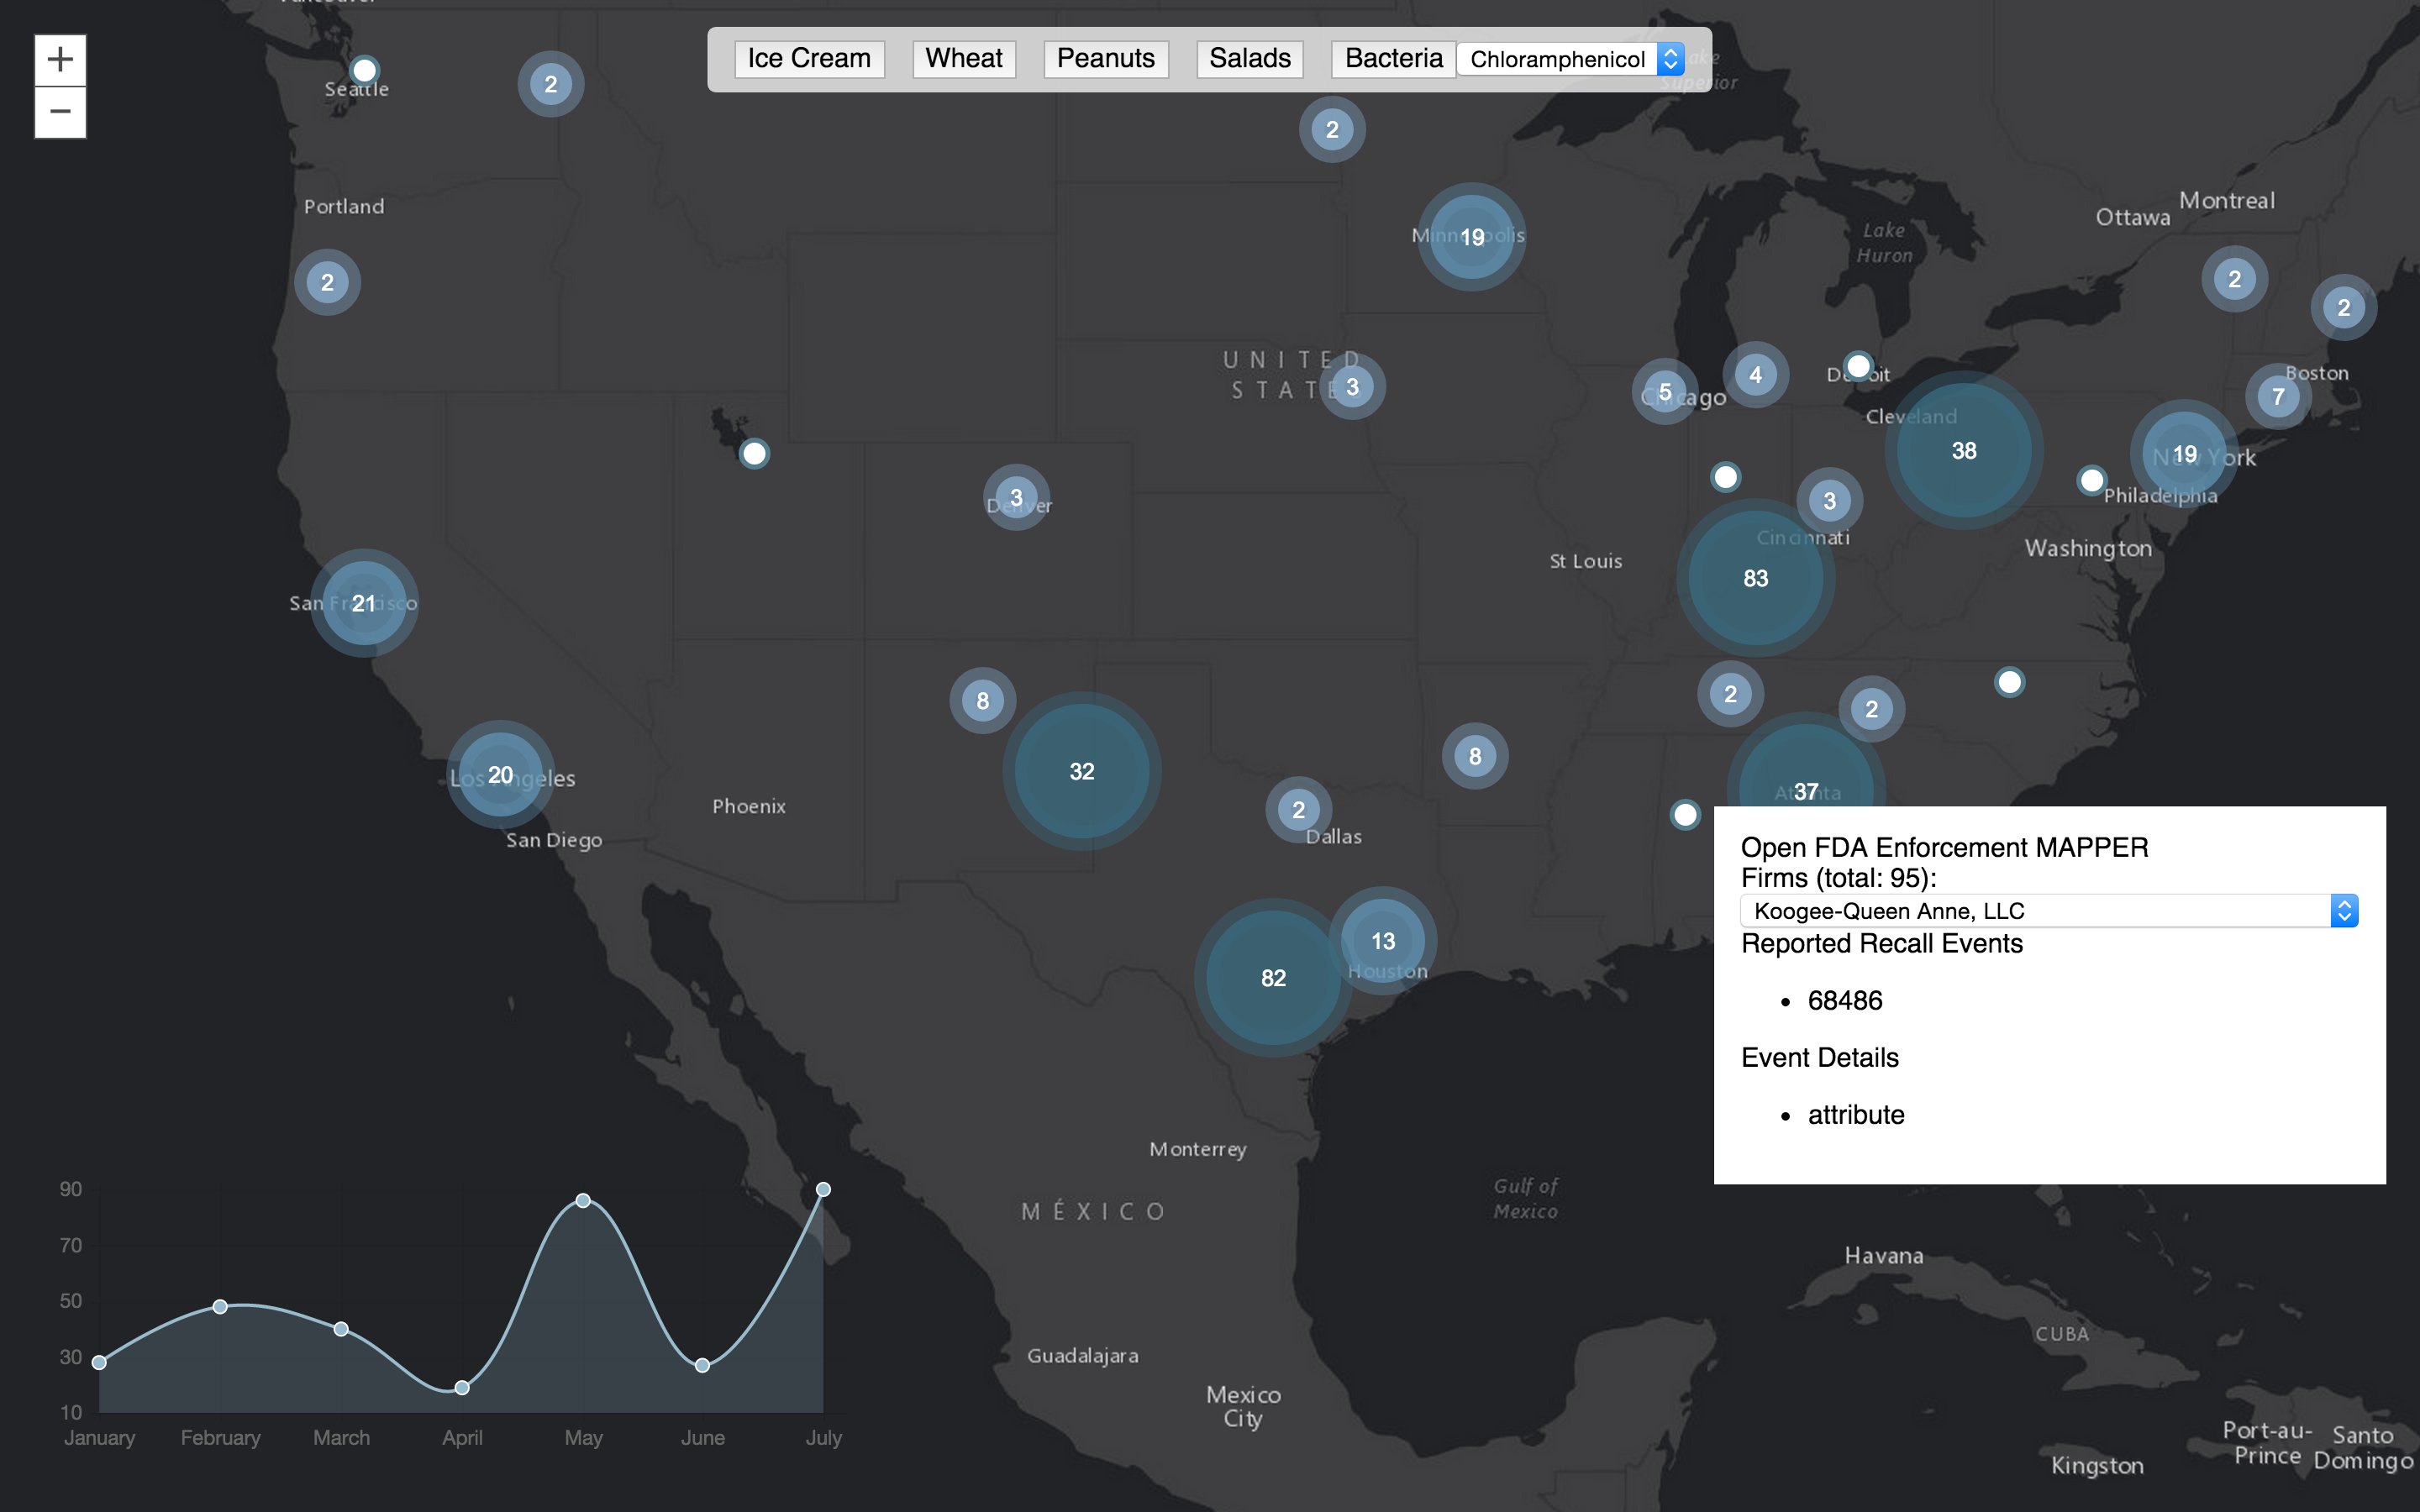 +
−
Ice Cream
Wheat
Peanuts
Salads
Bacteria
Chloramphenicol
Superior
Seattle
2
2
Portland
2
Minneapolis
19
Lake
Huron
Ottawa
Montreal
2
2
UNITED
STATES
3
5
Chicago
4
Detroit
Cleveland
38
Boston
7
19
New York
Philadelphia
3
Denver
3
Cincinnati
83
St Louis
Washington
San Francisco
21
8
32
2
2
8
Los Angeles
20
San Diego
Phoenix
2
Dallas
37
Atlanta
13
Houston
82
Open FDA Enforcement MAPPER
Firms (total: 95):
Koogee-Queen Anne, LLC
Reported Recall Events
• 68486
Event Details
• attribute
Monterrey
MÉXICO
Gulf of
Mexico
Havana
CUBA
Guadalajara
Mexico
City
Port-au-
Prince
Santo
Domingo
Kingston
90
70
50
30
10
January
February
March
April
May
June
July